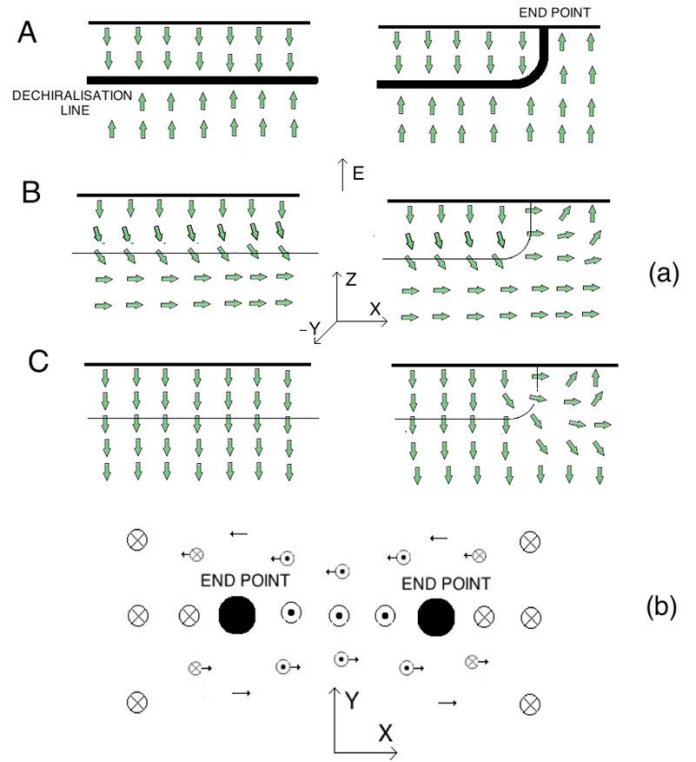 A
END POINT
DECHIRALISATION
LINE
E
B
Z
X
–Y
(a)
C
END POINT
END POINT
(b)
Y
X